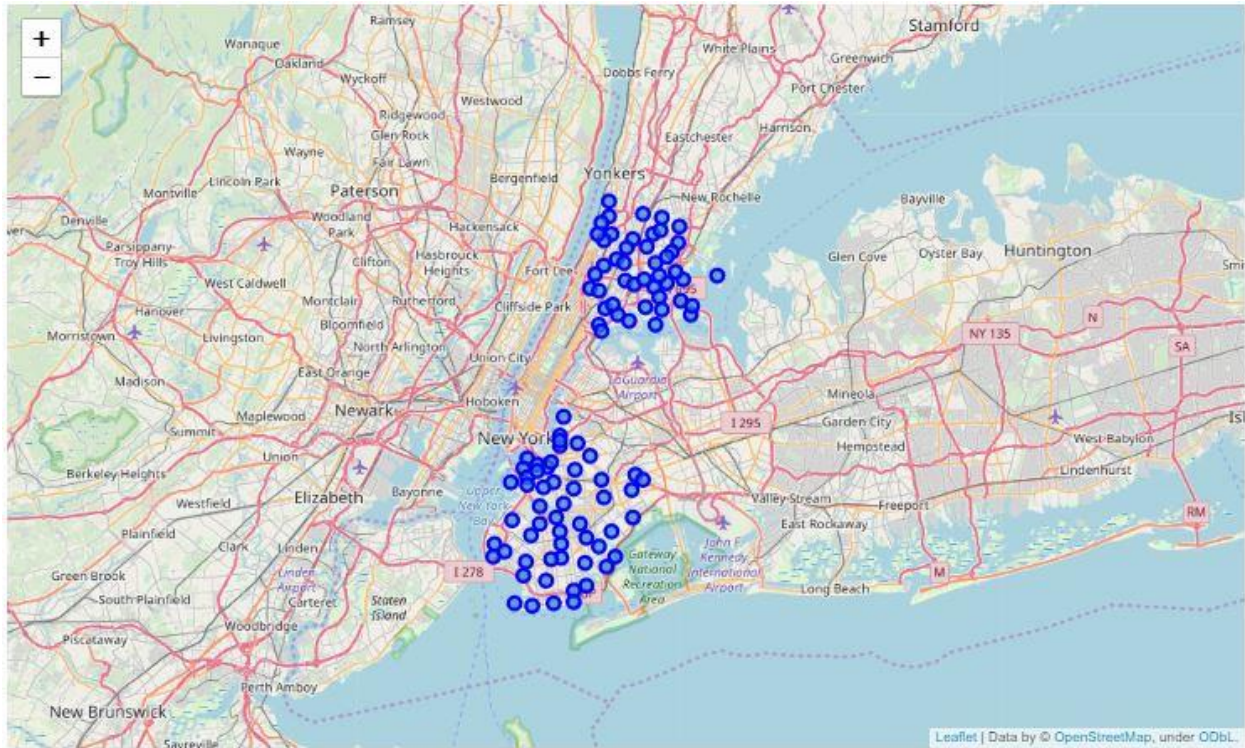 +
−
Ramsey
Stamford
Wanaque
Oakland
White Plains
Greenwich
Wyckoff
Dobbs Ferry
Port Chester
Westwood
Ridgewood
Glen Rock
Eastchester
Harrison
Wayne
Fair Lawn
Yonkers
Lincoln Park
Bergenfield
Montville
Paterson
New Rochelle
Bayville
Denville
Woodland
Park
Hackensack
Parsippany-
Troy Hills
Clifton
Hasbrouck
Heights
Fort Lee
Glen Cove
Oyster Bay
Huntington
West Caldwell
Montclair
Rutherford
Cliffside Park
Hanover
Bloomfield
N
Morristown
Livingston
North Arlington
NY 135
SA
Union City
East Orange
LaGuardia
Airport
Madison
Hoboken
Mineola
Maplewood
Newark
I 295
Garden City
Summit
New York
Hempstead
West Babylon
Union
Berkeley Heights
Lindenhurst
Elizabeth
Bayonne
Upper
New York
Bay
Valley Stream
Freeport
Westfield
East Rockaway
RM
Plainfield
Clark
Linden
John F.
Kennedy
International
Airport
Gateway
National
Recreation
Area
Green Brook
Linden
Airport
I 278
M
South Plainfield
Carteret
Staten
Island
Long Beach
Woodbridge
Piscataway
Perth Amboy
New Brunswick
Sayreville
Leaflet | Data by © OpenStreetMap, under ODbL.